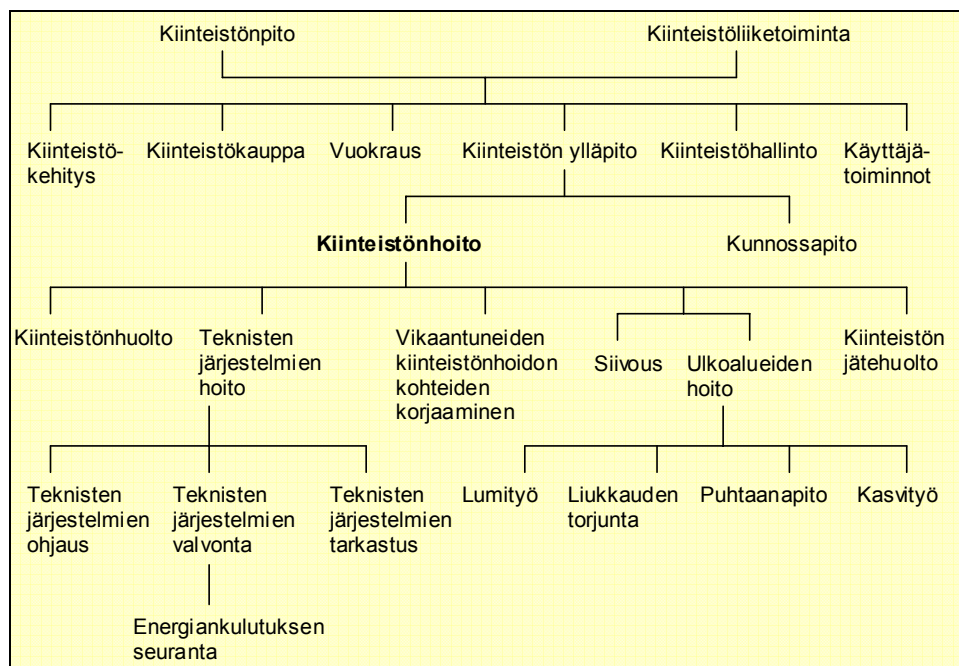 Kiinteistönpito
Kiinteistöliiketoiminta
Kiinteistö-
kehitys
Kiinteistökauppa
Vuokraus
Kiinteistön ylläpito
Kiinteistöhallinto
Käyttäjä-
toiminnot
Kiinteistönhoito
Kunnossapito
Kiinteistönhuolto
Teknisten
järjestelmien
hoito
Vikaantuneiden
kiinteistönhoidon
kohteiden
korjaaminen
Siivous
Ulkoalueiden
hoito
Kiinteistön
jätehuolto
Teknisten
järjestelmien
ohjaus
Teknisten
järjestelmien
valvonta
Teknisten
järjestelmien
tarkastus
Lumityö
Liukkauden
torjunta
Puhtaanapito
Kasvityö
Energiankulutuksen
seuranta